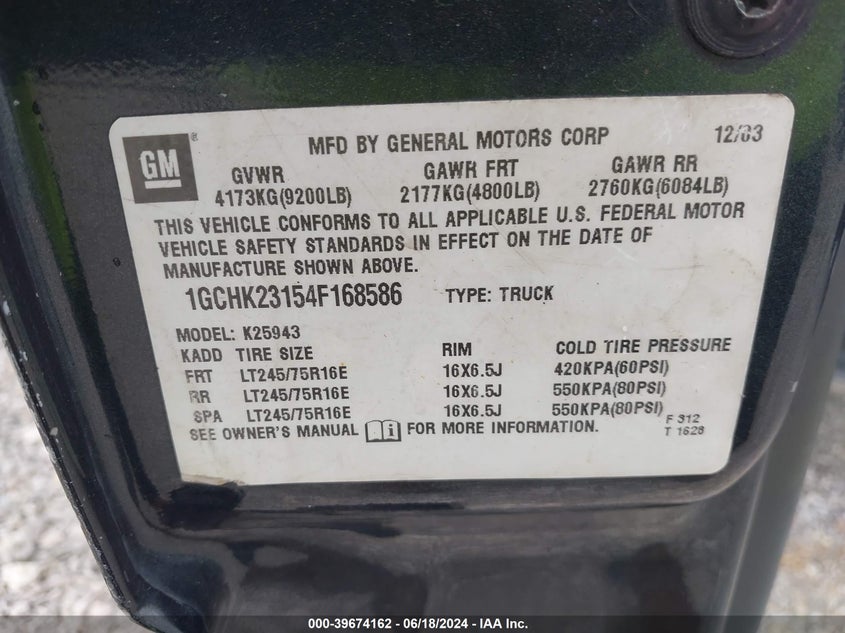 GM®
MFD BY GENERAL MOTORS CORP 12/03
GVWR GAWR FRT GAWR RR
4173KG(9200LB) 2177KG(4800LB) 2760KG(6084LB)
THIS VEHICLE CONFORMS TO ALL APPLICABLE U.S. FEDERAL MOTOR
VEHICLE SAFETY STANDARDS IN EFFECT ON THE DATE OF
MANUFACTURE SHOWN ABOVE.
1GCHK23154F168586 TYPE: TRUCK
MODEL: K25943
KADD TIRE SIZE RIM COLD TIRE PRESSURE
FRT LT245/75R16E 16X6.5J 420KPA(60PSI)
RR LT245/75R16E 16X6.5J 550KPA(80PSI)
SPA LT245/75R16E 16X6.5J 550KPA(80PSI)
SEE OWNER'S MANUAL FOR MORE INFORMATION.
F 312
T 1628
000-39674162 - 06/18/2024 - IAA Inc.